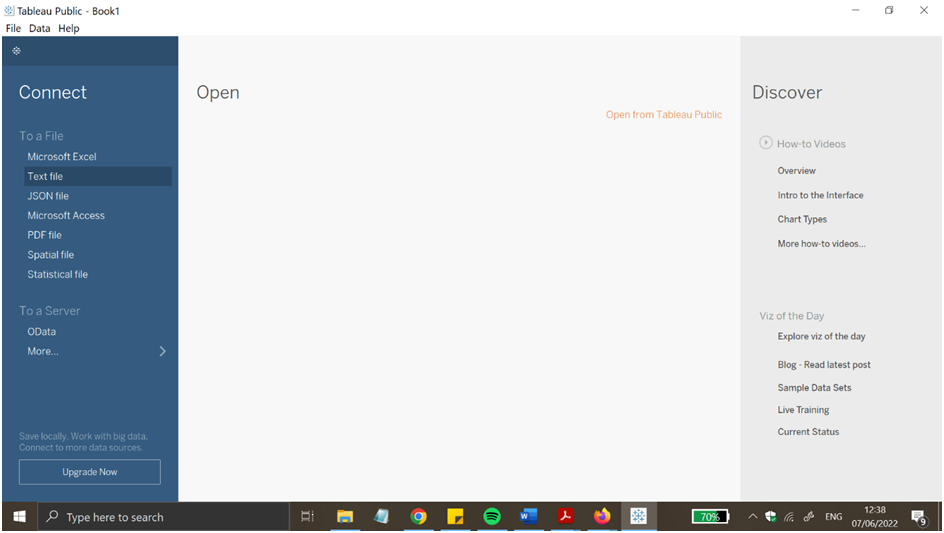 Tableau Public - Book1
File Data Help
Connect
To a File
Microsoft Excel
Text file
JSON file
Microsoft Access
PDF file
Spatial file
Statistical file
To a Server
OData
More...
Save locally. Work with big data.
Connect to more data sources.
Upgrade Now
Open
Open from Tableau Public
Discover
How-to Videos
Overview
Intro to the Interface
Chart Types
More how-to videos...
Viz of the Day
Explore viz of the day
Blog - Read latest post
Sample Data Sets
Live Training
Current Status
Type here to search
70%
ENG
12:38
07/06/2022
9